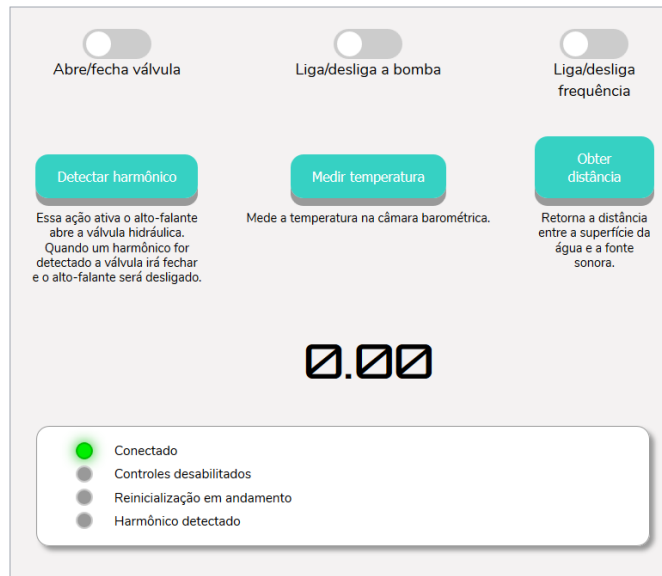 Abre/fecha válvula
Liga/desliga a bomba
Liga/desliga
frequência
Detectar harmônico
Medir temperatura
Obter
distância
Essa ação ativa o alto-falante
abre a válvula hidráulica.
Quando um harmônico for
detectado a válvula irá fechar
e o alto-falante será desligado.
Mede a temperatura na câmara barométrica.
Retorna a distância
entre a superfície da
água e a fonte
sonora.
0.00
Conectado
Controles desabilitados
Reinicialização em andamento
Harmônico detectado